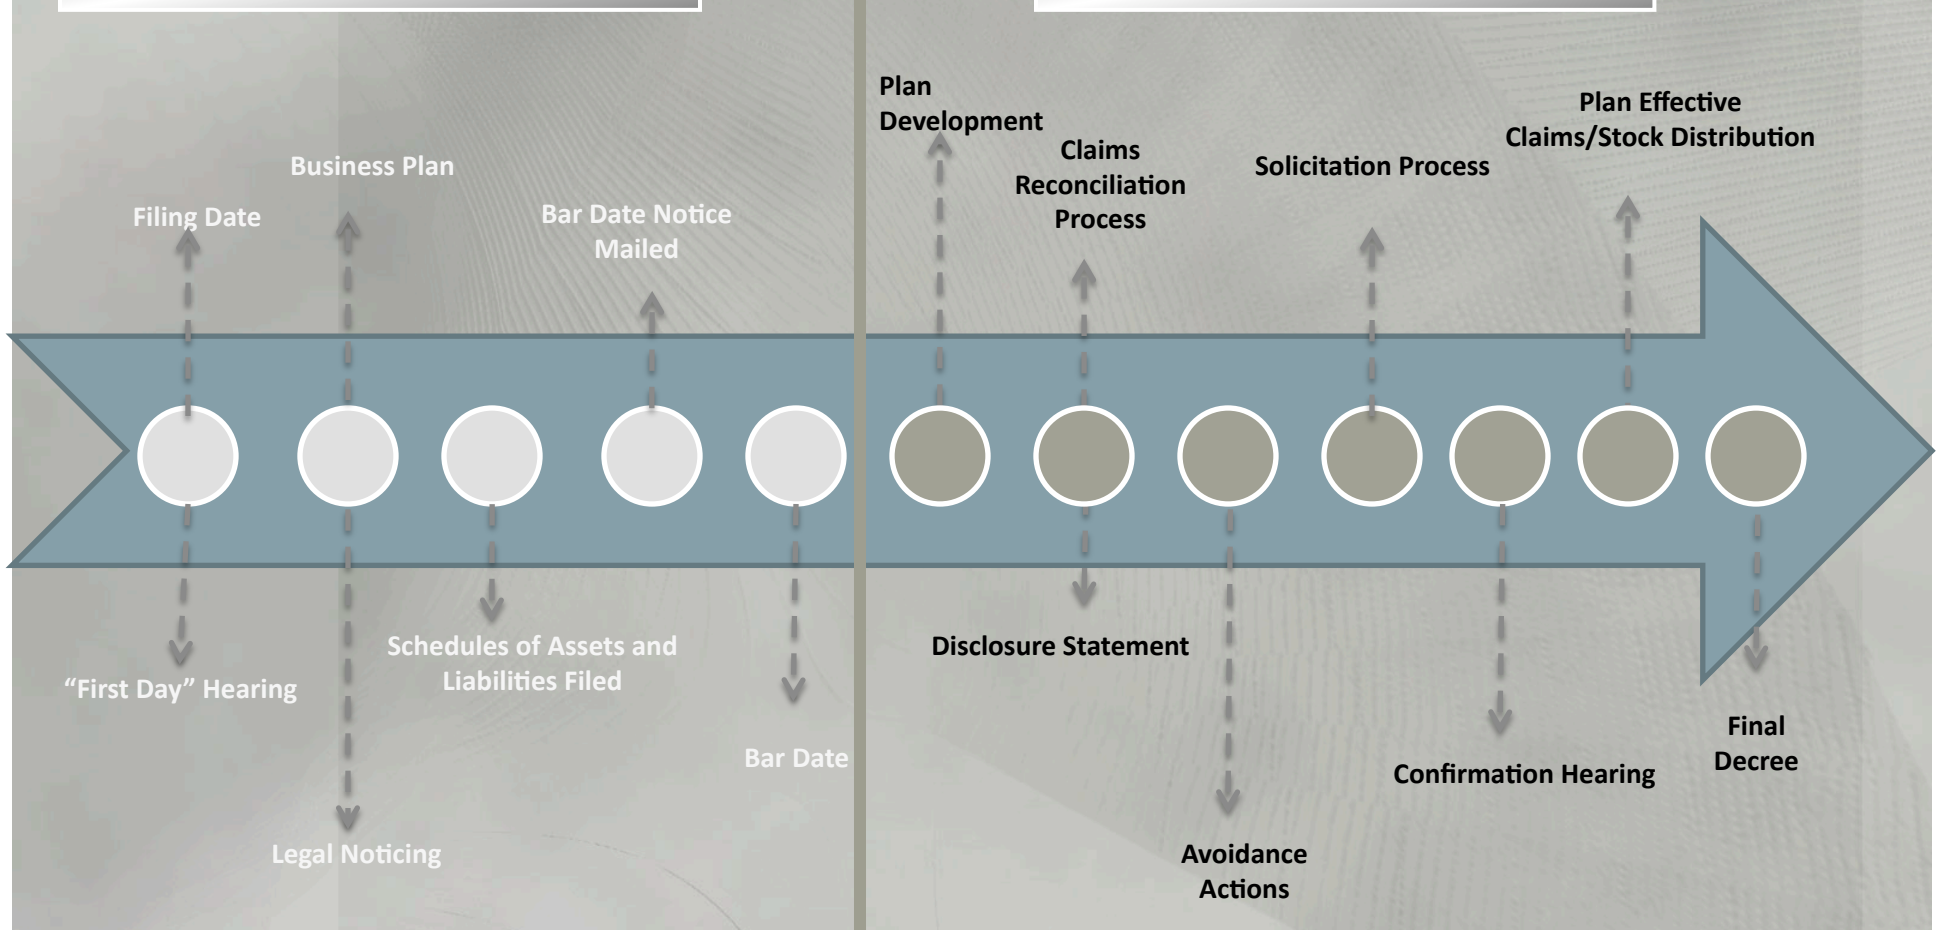 Filing Date
Business Plan
Bar Date Notice
Mailed
“First Day” Hearing
Legal Noticing
Schedules of Assets and
Liabilities Filed
Bar Date
Plan
Development
Claims
Reconciliation
Process
Solicitation Process
Plan Effective
Claims/Stock Distribution
Disclosure Statement
Avoidance
Actions
Confirmation Hearing
Final
Decree